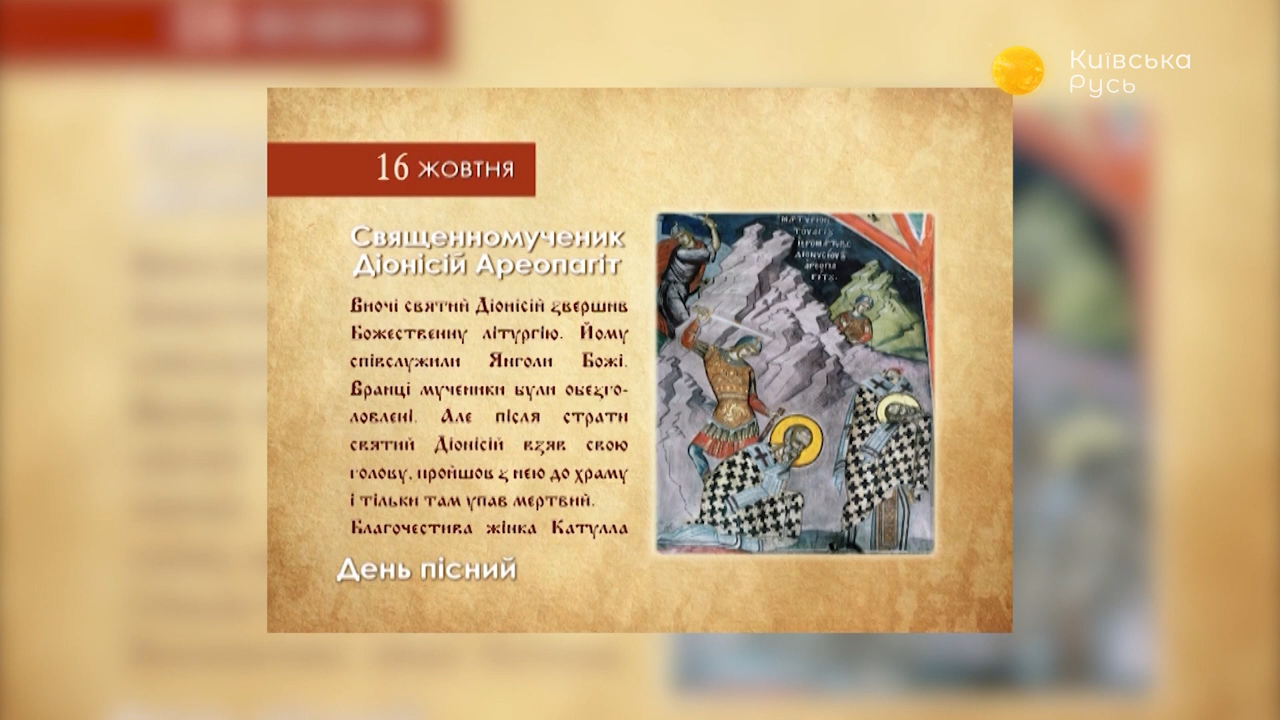 Київська
Русь
16 ЖОВТНЯ
Священномученик
Діонісій Ареопагіт
Вночі святий Діонісій звершив
Божественну літургію. Йому
співслужили Янголи Божі.
Вранці мученики були обезго-
ловлені. Але після страти
святий Діонісій взяв свою
голову, пройшов з нею до храму
і тільки там упав мертвий.
Благочестива жінка Катулла
День пісний